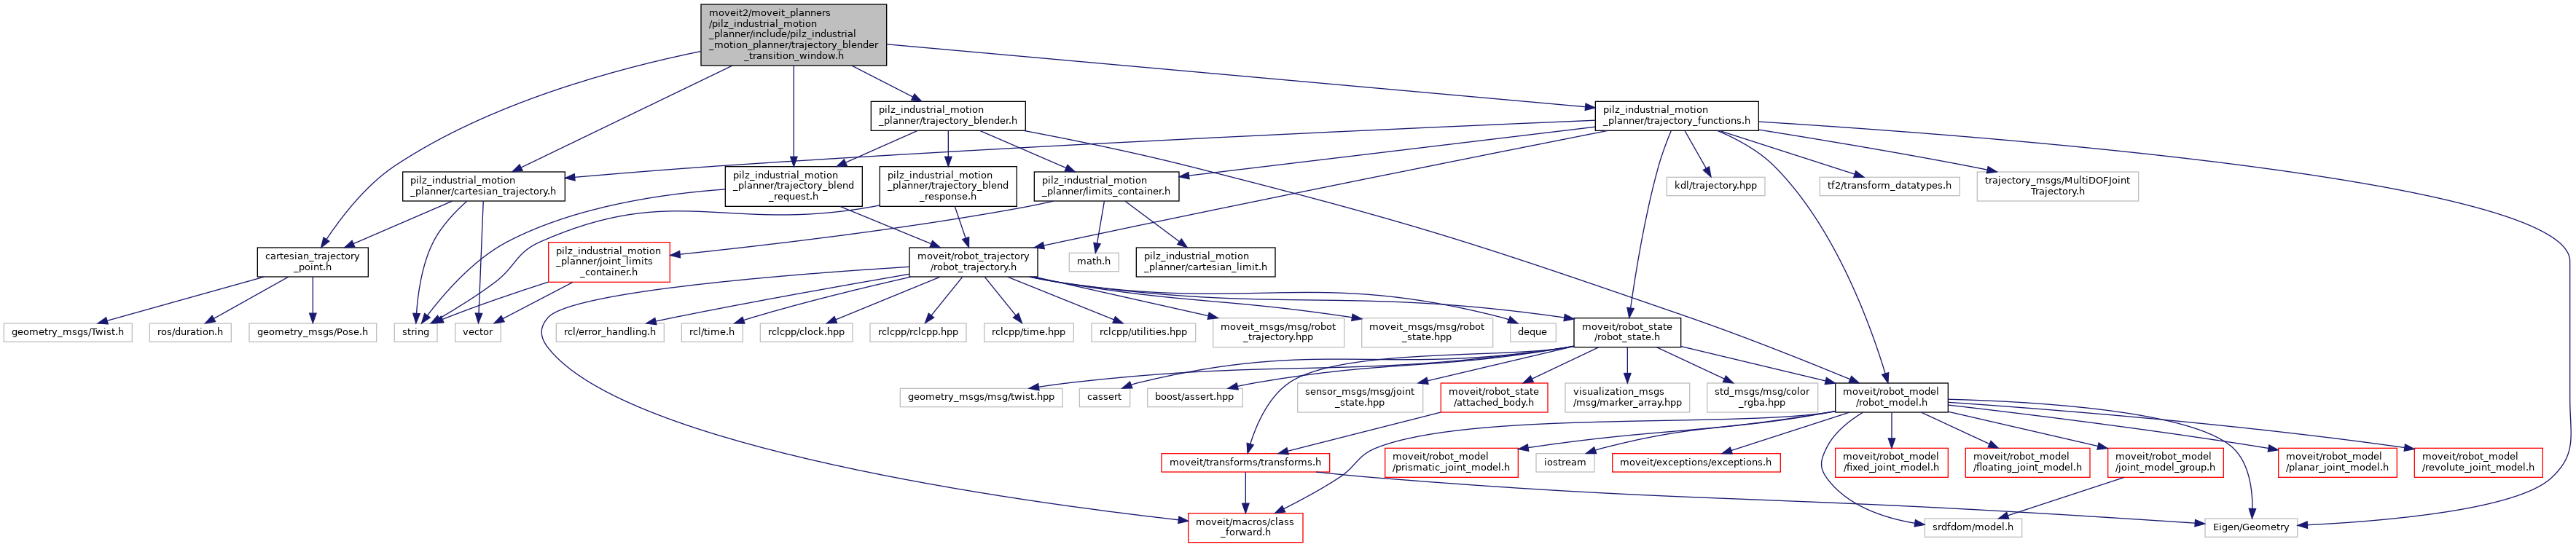 moveit2/moveit_planners
/pilz_industrial_motion
_planner/include/pilz_industrial
_motion_planner/trajectory_blender
_transition_window.h
pilz_industrial_motion
_planner/trajectory_blender.h
pilz_industrial_motion
_planner/trajectory_functions.h
pilz_industrial_motion
_planner/cartesian_trajectory.h
pilz_industrial_motion
_planner/trajectory_blend
_request.h
pilz_industrial_motion
_planner/trajectory_blend
_response.h
pilz_industrial_motion
_planner/limits_container.h
kdl/trajectory.hpp
tf2/transform_datatypes.h
trajectory_msgs/MultiDOFJoint
Trajectory.h
cartesian_trajectory
_point.h
pilz_industrial_motion
_planner/joint_limits
_container.h
moveit/robot_trajectory
/robot_trajectory.h
math.h
pilz_industrial_motion
_planner/cartesian_limit.h
geometry_msgs/Twist.h
ros/duration.h
geometry_msgs/Pose.h
string
vector
rcl/error_handling.h
rcl/time.h
rclcpp/clock.hpp
rclcpp/rclcpp.hpp
rclcpp/time.hpp
rclcpp/utilities.hpp
moveit_msgs/msg/robot
_trajectory.hpp
moveit_msgs/msg/robot
_state.hpp
deque
moveit/robot_state
/robot_state.h
geometry_msgs/msg/twist.hpp
cassert
boost/assert.hpp
sensor_msgs/msg/joint
_state.hpp
moveit/robot_state
/attached_body.h
visualization_msgs
/msg/marker_array.hpp
std_msgs/msg/color
_rgba.hpp
moveit/robot_model
/robot_model.h
moveit/transforms/transforms.h
moveit/robot_model
/prismatic_joint_model.h
iostream
moveit/exceptions/exceptions.h
moveit/robot_model
/fixed_joint_model.h
moveit/robot_model
/floating_joint_model.h
moveit/robot_model
/joint_model_group.h
moveit/robot_model
/planar_joint_model.h
moveit/robot_model
/revolute_joint_model.h
moveit/macros/class
_forward.h
srdfdom/model.h
Eigen/Geometry